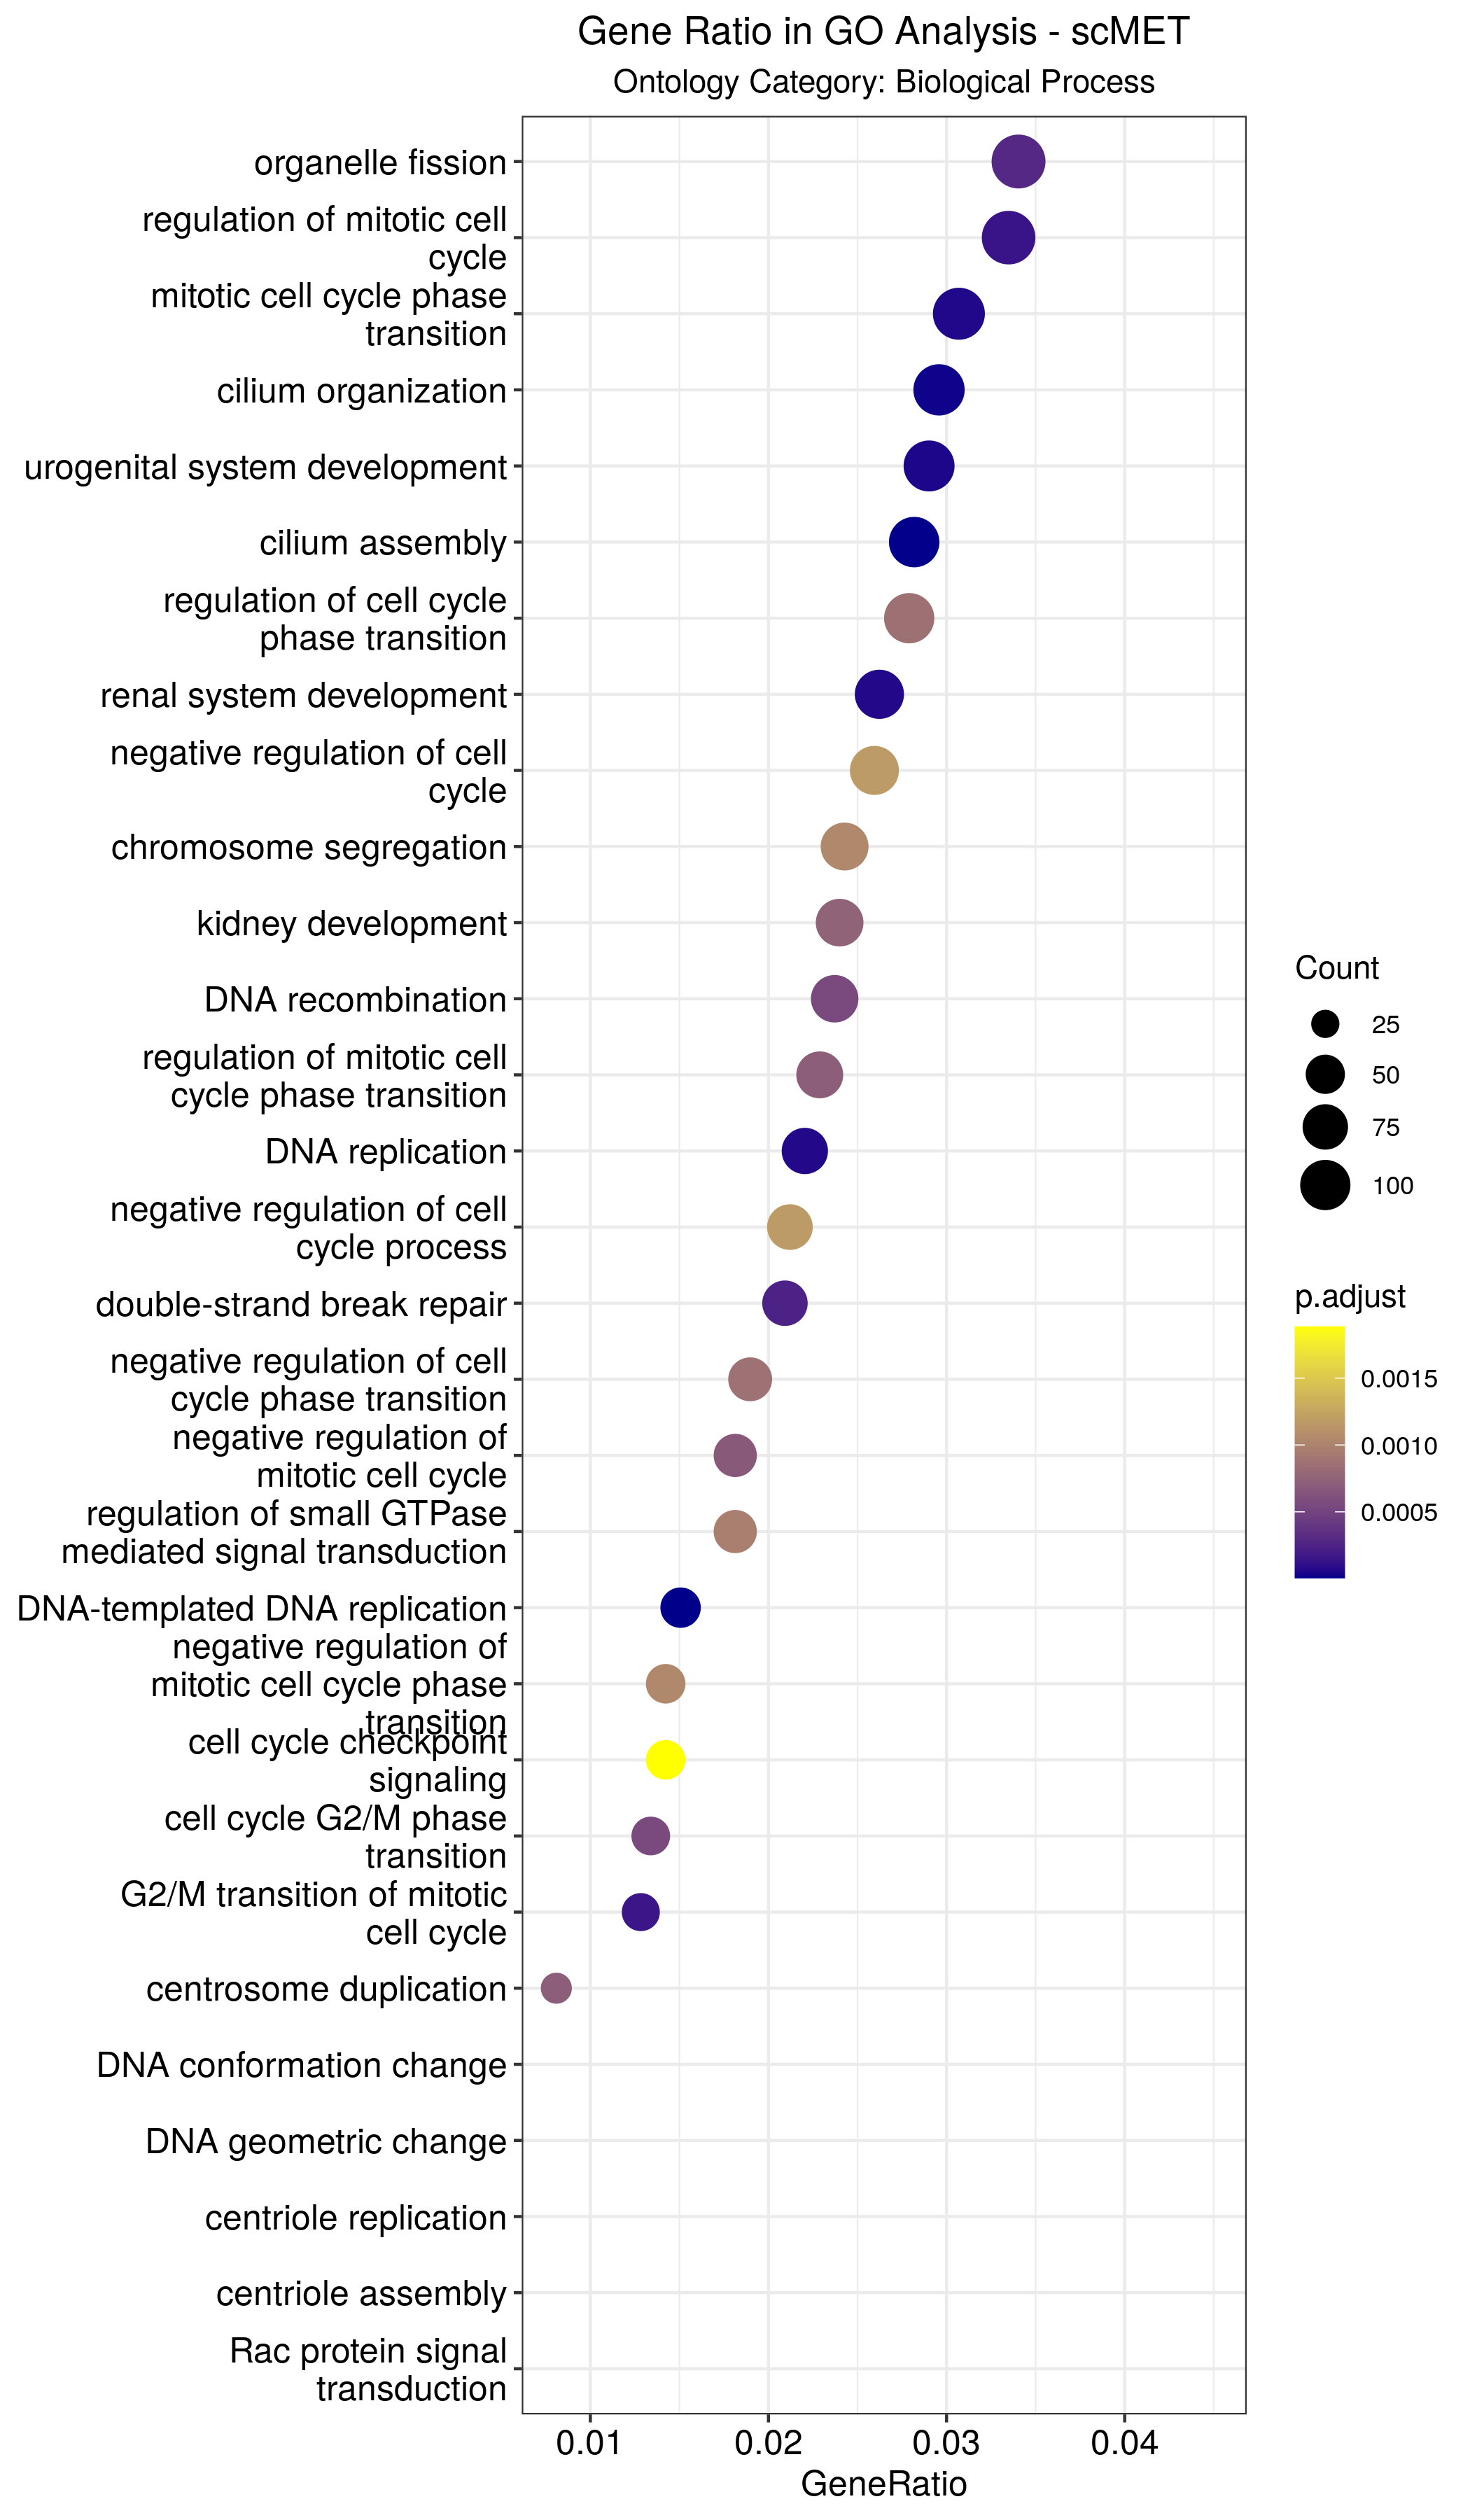 Gene Ratio in GO Analysis - scMET
Ontology Category: Biological Process
organelle fission
regulation of mitotic cell
cycle
mitotic cell cycle phase
transition
cilium organization
urogenital system development
cilium assembly
regulation of cell cycle
phase transition
renal system development
negative regulation of cell
cycle
chromosome segregation
kidney development
DNA recombination
regulation of mitotic cell
cycle phase transition
DNA replication
negative regulation of cell
cycle process
double-strand break repair
negative regulation of cell
cycle phase transition
negative regulation of
mitotic cell cycle
regulation of small GTPase
mediated signal transduction
DNA-templated DNA replication
negative regulation of
mitotic cell cycle phase
transition
cell cycle checkpoint
signaling
cell cycle G2/M phase
transition
G2/M transition of mitotic
cell cycle
centrosome duplication
DNA conformation change
DNA geometric change
centriole replication
centriole assembly
Rac protein signal
transduction
0.01 0.02 0.03 0.04
GeneRatio
Count
25
50
75
100
p.adjust
0.0015
0.0010
0.0005